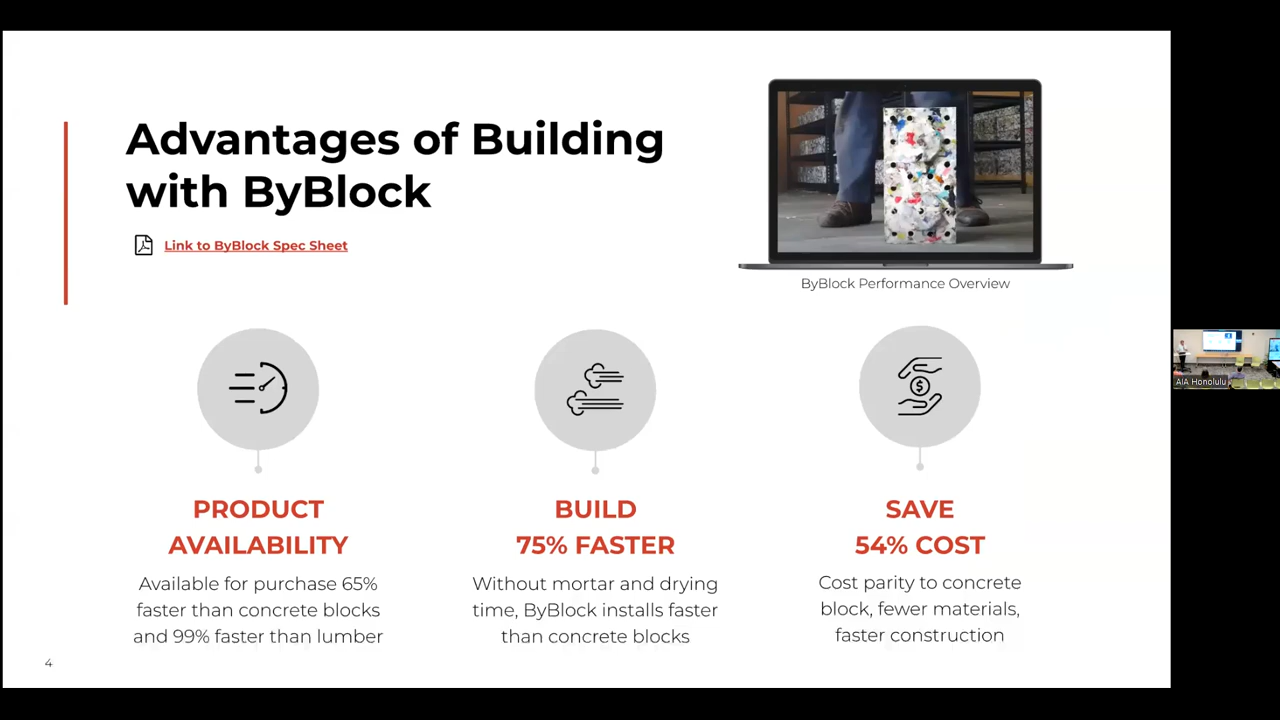 Advantages of Building
with ByBlock
Link to ByBlock Spec Sheet
ByBlock Performance Overview
PRODUCT
AVAILABILITY
Available for purchase 65%
faster than concrete blocks
and 99% faster than lumber
BUILD
75% FASTER
Without mortar and drying
time, ByBlock installs faster
than concrete blocks
$
SAVE
54% COST
Cost parity to concrete
block, fewer materials,
faster construction
4
AIA Honolulu